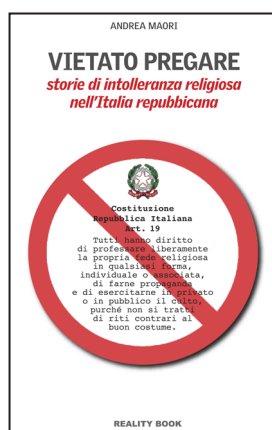 ANDREA MAORI
VIETATO PREGARE
storie di intolleranza religiosa
nell'Italia repubbicana
Costituzione
Repubblica Italiana
Art. 19
Tutti hanno diritto
di professare liberamente
la propria fede religiosa
in qualsiasi forma,
individuale o associata,
di farne propaganda
e di esercitarne in privato
o in pubblico il culto,
purché non si tratti
di riti contrari al
buon costume.
REALITY BOOK